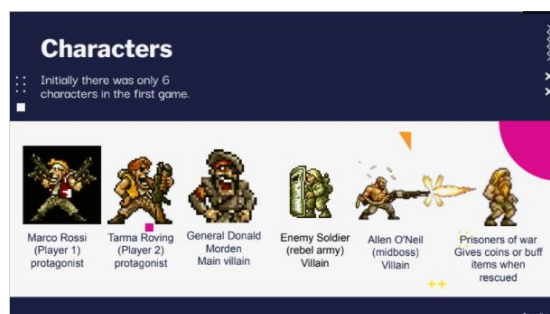 Characters
Initially there was only 6
characters in the first game.
Marco Rossi
(Player 1)
protagonist
Tarma Roving
(Player 2)
protagonist
General Donald
Morden
Main villain
Enemy Soldier
(rebel army)
Villain
Allen O'Neil
(midboss)
Villain
Prisoners of war
Gives coins or buff
items when
rescued